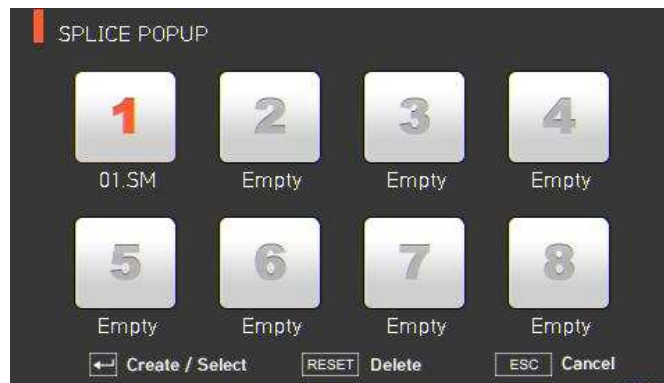 SPLICE POPUP
1 2 3 4
01.SM Empty Empty Empty
5 6 7 8
Empty Empty Empty Empty
Create / Select RESET Delete ESC Cancel